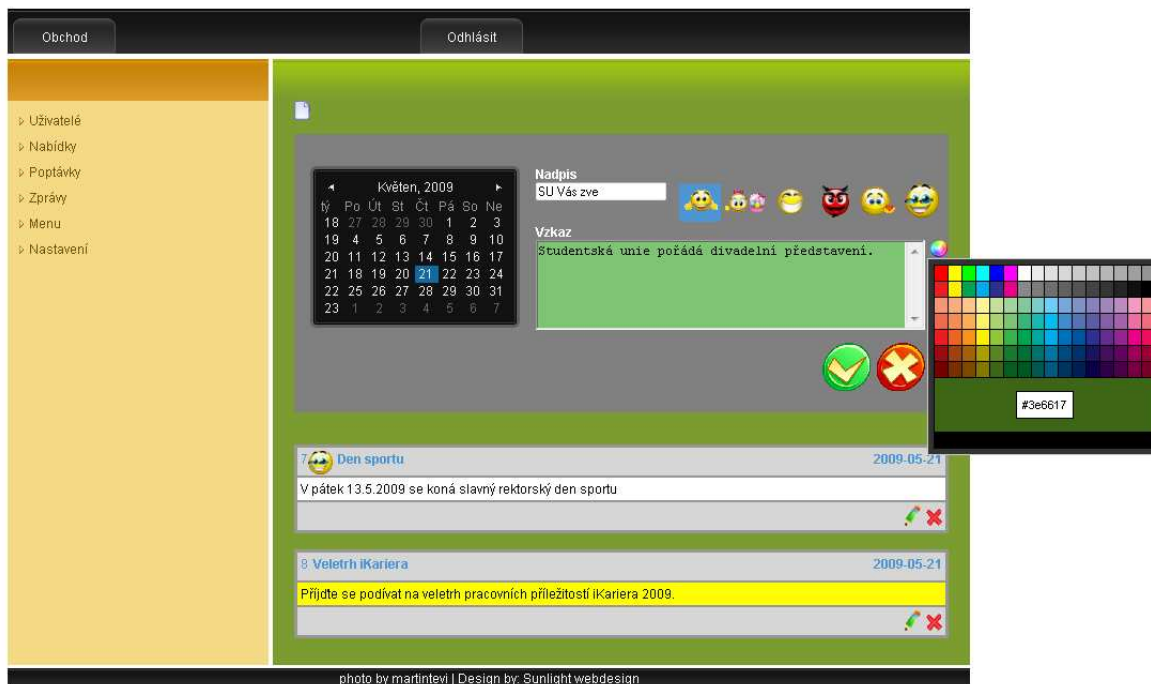 Obchod
Odhlásit
Uživatelé
Nabídky
Poptávky
Zprávy
Menu
Nastavení
Květen, 2009
tý Po Út St Čt Pá So Ne
18 27 28 29 30 1 2 3
19 4 5 6 7 8 9 10
20 11 12 13 14 15 16 17
21 18 19 20 21 22 23 24
22 25 26 27 28 29 30 31
23 1 2 3 4 5 6 7
Nadpis
SU Vás zve
Vzkaz
Studentská unie pořádá divadelní představení.
#3e6617
7 Den sportu 2009-05-21
V pátek 13.5.2009 se koná slavný rektorský den sportu
8 Veletrh iKariera 2009-05-21
Příjdte se podívat na veletrh pracovních příležitostí iKariera 2009.
photo by martintevi | Design by: Sunlight webdesign